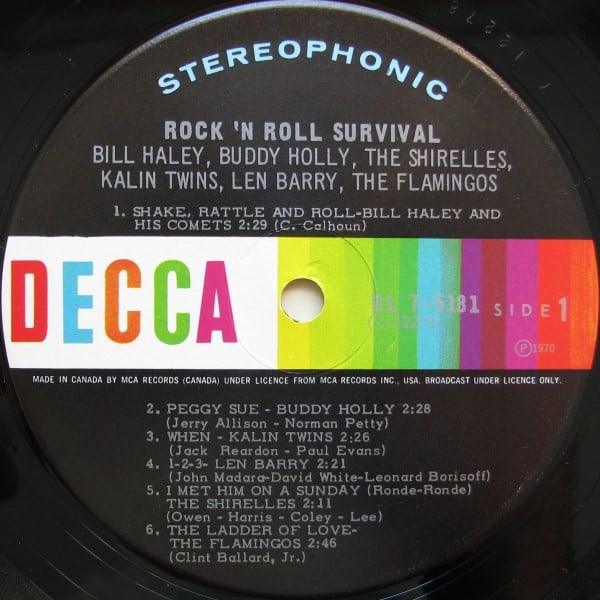 STEREOPHONIC
ROCK 'N ROLL SURVIVAL
BILL HALEY, BUDDY HOLLY, THE SHIRELLES,
KALIN TWINS, LEN BARRY, THE FLAMINGOS
1. SHAKE, RATTLE AND ROLL-BILL HALEY AND
HIS COMETS 2:29 (C. Calhoun)
DECCA
DL 7-5181 SIDE 1
℗1970
MADE IN CANADA BY MCA RECORDS (CANADA) UNDER LICENCE FROM MCA RECORDS INC., USA. BROADCAST UNDER LICENCE ONLY.
2. PEGGY SUE - BUDDY HOLLY 2:28
(Jerry Allison - Norman Petty)
3. WHEN - KALIN TWINS 2:26
(Jack Reardon - Paul Evans)
4. 1-2-3- LEN BARRY 2:21
(John Madara-David White-Leonard Borisoff)
5. I MET HIM ON A SUNDAY (Ronde-Ronde)
THE SHIRELLES 2:11
(Owen - Harris - Coley - Lee)
6. THE LADDER OF LOVE-
THE FLAMINGOS 2:46
(Clint Ballard, Jr.)